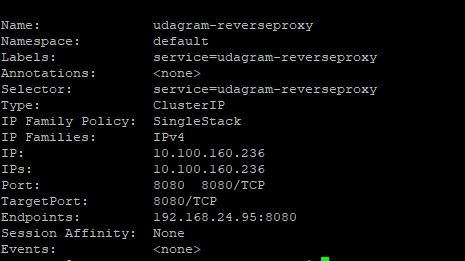 Name: udagram-reverseproxy
Namespace: default
Labels: service=udagram-reverseproxy
Annotations: <none>
Selector: service=udagram-reverseproxy
Type: ClusterIP
IP Family Policy: SingleStack
IP Families: IPv4
IP: 10.100.160.236
IPs: 10.100.160.236
Port: 8080 8080/TCP
TargetPort: 8080/TCP
Endpoints: 192.168.24.95:8080
Session Affinity: None
Events: <none>